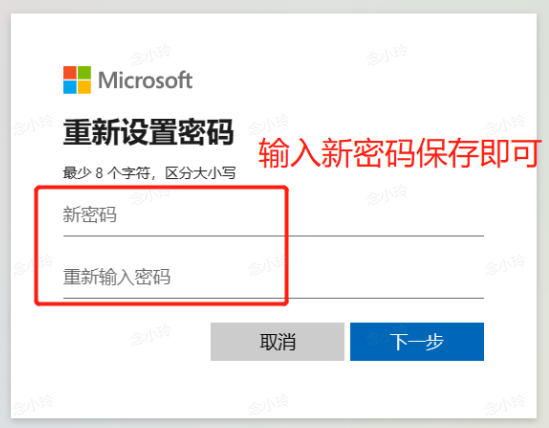 念小玲
Microsoft
重新设置密码
输入新密码保存即可
最少 8 个字符，区分大小写
新密码
重新输入密码
取消
下一步